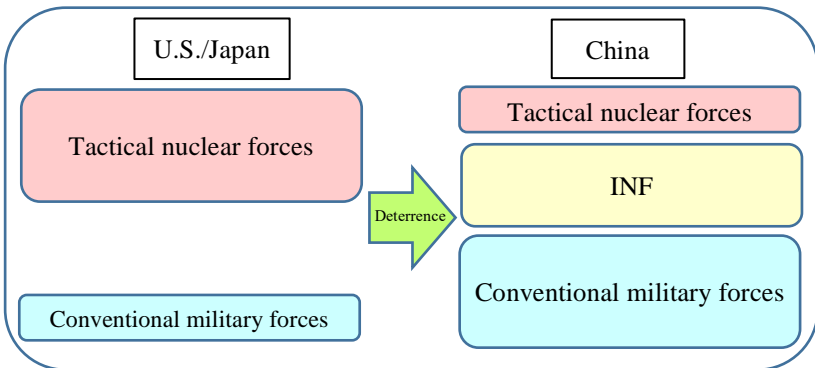 U.S./Japan
China
Tactical nuclear forces
Tactical nuclear forces
INF
Deterrence
Conventional military forces
Conventional military forces